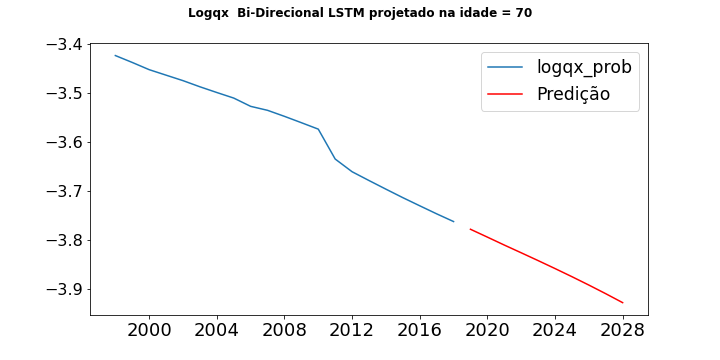 Logqx  Bi-Direcional LSTM projetado na idade = 70
−3.4
−3.5
−3.6
−3.7
−3.8
−3.9
logqx_prob
Predição
2000 2004 2008 2012 2016 2020 2024 2028